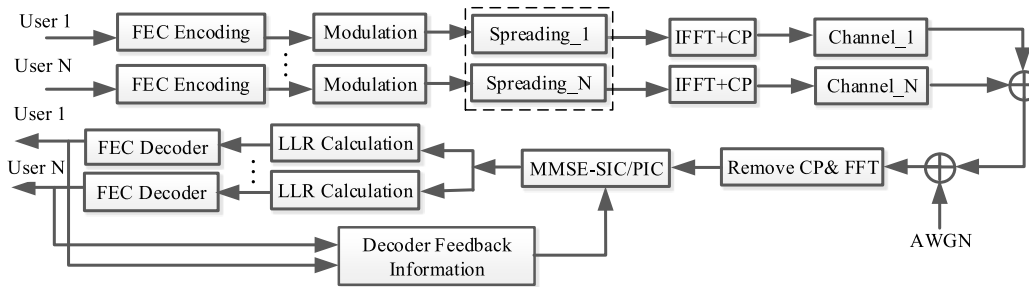 User 1
FEC Encoding
Modulation
Spreading_1
IFFT+CP
Channel_1
User N
FEC Encoding
Modulation
Spreading_N
IFFT+CP
Channel_N
User 1
FEC Decoder
LLR Calculation
MMSE-SIC/PIC
Remove CP& FFT
User N
FEC Decoder
LLR Calculation
AWGN
Decoder Feedback
Information